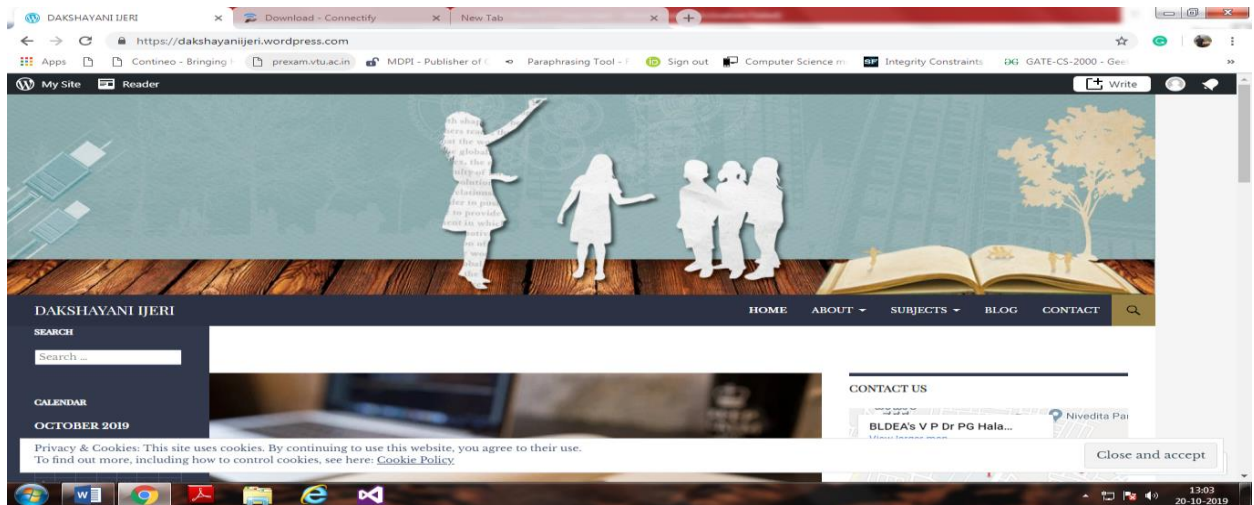 DAKSHAYANI IJERI
Download - Connectify
New Tab
https://dakshayaniijeri.wordpress.com
Apps
Contineo - Bringing
prexam.vtu.ac.in
MDPI - Publisher of
Paraphrasing Tool -
Sign out
Computer Science
Integrity Constraints
GATE-CS-2000 -
My Site
Reader
Write
DAKSHAYANI IJERI
HOME ABOUT SUBJECTS BLOG CONTACT
SEARCH
Search ...
CALENDAR
OCTOBER 2019
CONTACT US
BLDEA's V P Dr PG Hala...
Nivedita
Privacy & Cookies: This site uses cookies. By continuing to use this website, you agree to their use.
To find out more, including how to control cookies, see here: Cookie Policy
Close and accept
13:03
20-10-2019